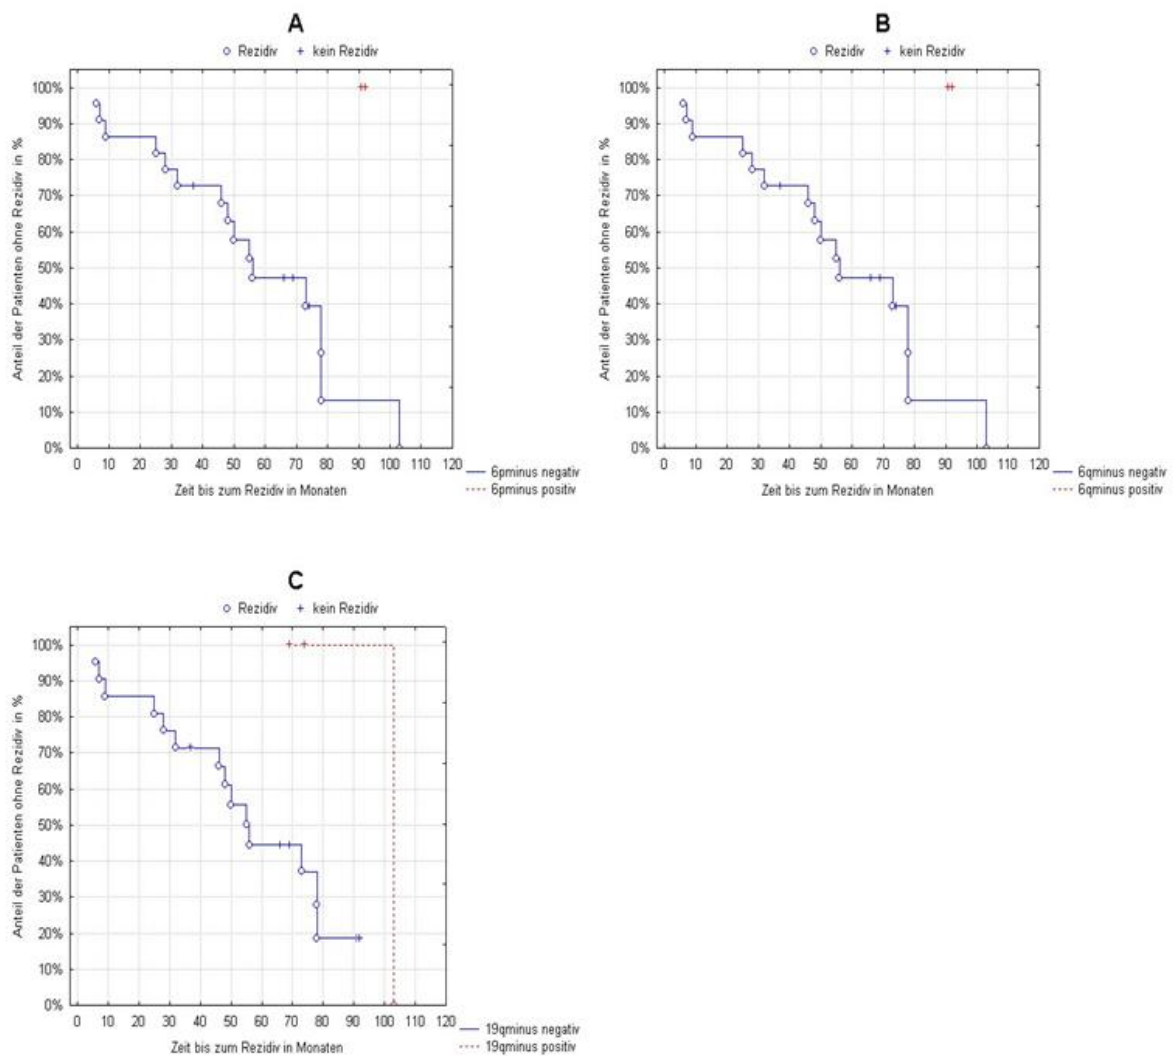 A
Rezidiv kein Rezidiv
Anteil der Patienten ohne Rezidiv in %
100%
90%
80%
70%
60%
50%
40%
30%
20%
10%
0%
0 10 20 30 40 50 60 70 80 90 100 110 120
Zeit bis zum Rezidiv in Monaten
6pminus negativ
6pminus positiv
B
Rezidiv kein Rezidiv
Anteil der Patienten ohne Rezidiv in %
100%
90%
80%
70%
60%
50%
40%
30%
20%
10%
0%
0 10 20 30 40 50 60 70 80 90 100 110 120
Zeit bis zum Rezidiv in Monaten
6qminus negativ
6qminus positiv
C
Rezidiv kein Rezidiv
Anteil der Patienten ohne Rezidiv in %
100%
90%
80%
70%
60%
50%
40%
30%
20%
10%
0%
0 10 20 30 40 50 60 70 80 90 100 110 120
Zeit bis zum Rezidiv in Monaten
19qminus negativ
19qminus positiv